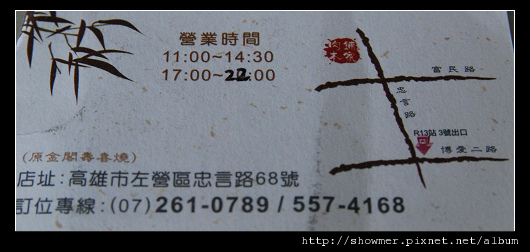 營業時間
11:00~14:30
17:00~22:00
富民路
忠言路
R13站 3號出口
博愛二路
(原金閣壽喜燒)
店址:高雄市左營區忠言路68號
訂位專線:(07)261-0789 / 557-4168
http://showmer.pixnet.net/album